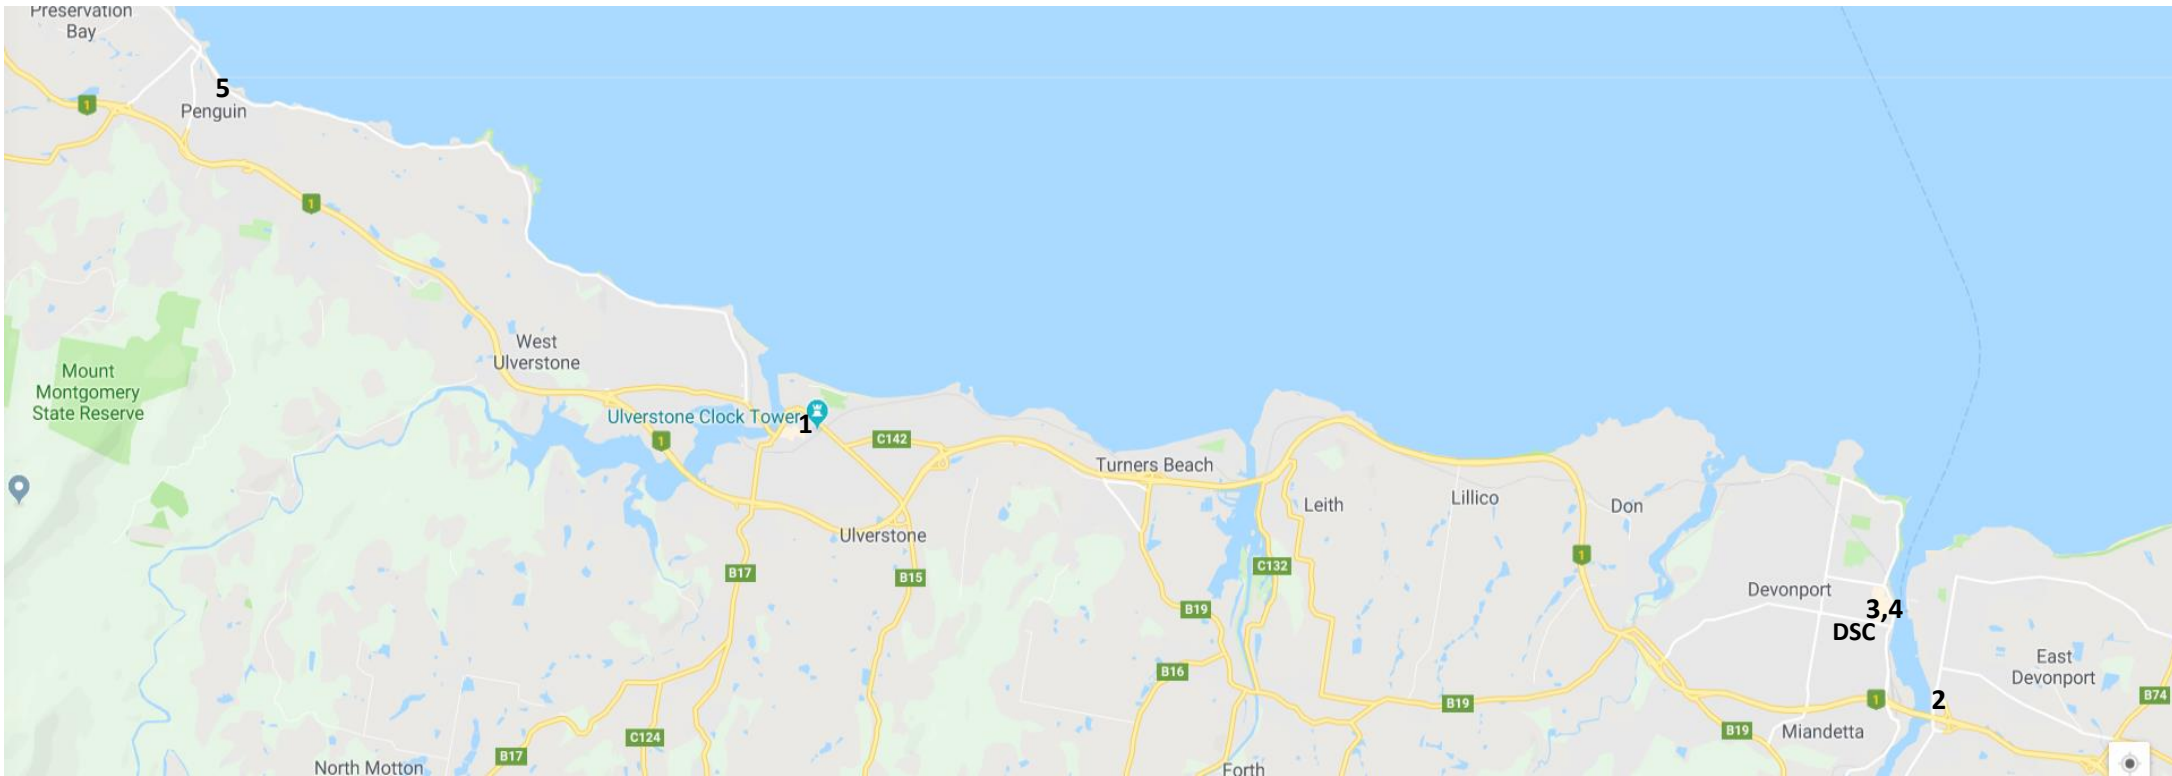 Preservation
Bay
5
Penguin
1
1
West
Ulverstone
Mount
Montgomery
State Reserve
Ulverstone Clock Tower
1
1
C142
Turners Beach
Leith
Lillico
Don
Ulverstone
1
C132
B17
B15
Devonport
B19
3,4
DSC
East
Devonport
B16
2
B74
B19
1
B19
Miandetta
C124
B17
North Motton
Forth